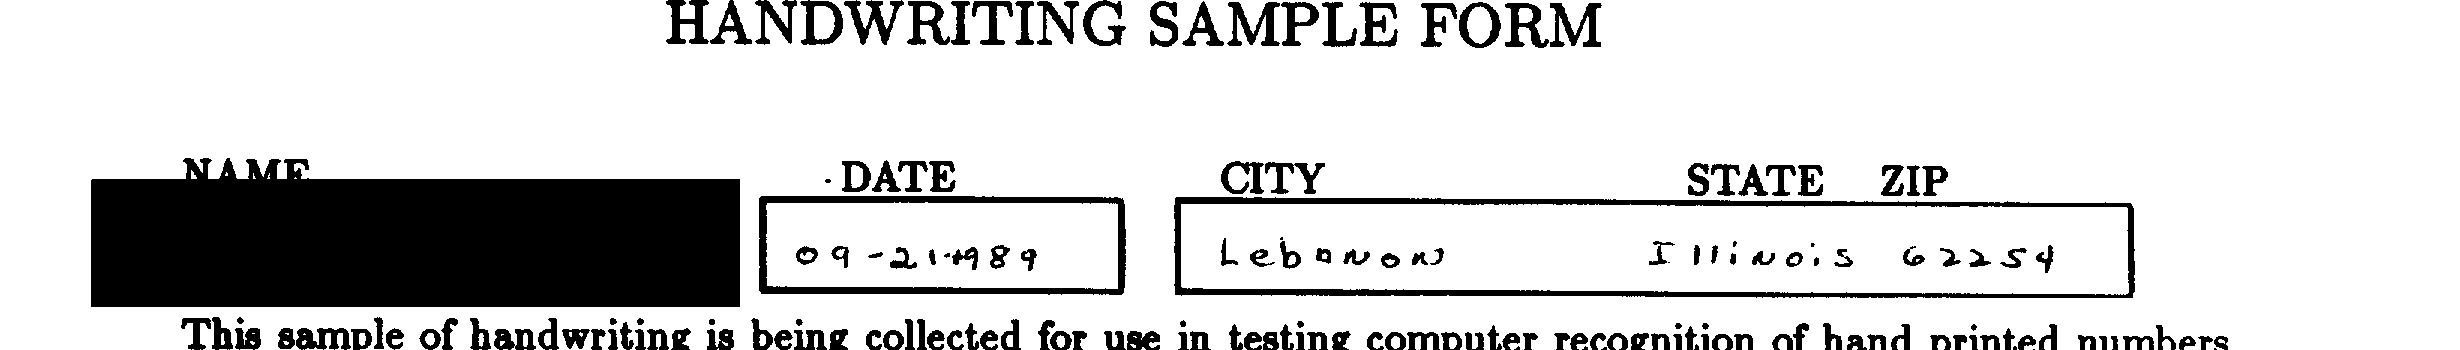 HANDWRITING SAMPLE FORM
NAME DATE CITY STATE ZIP
09-21-1989 Lebanon Illinois 62254
This sample of handwriting is being collected for use in testing computer recognition of hand printed numbers